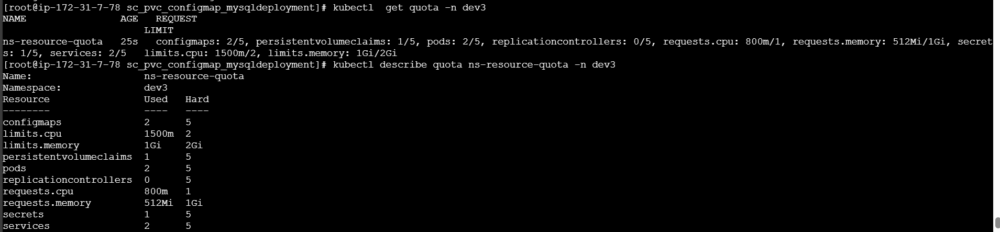 [root@ip-172-31-7-78 sc_pvc_configmap_mysqldeployment]# kubectl  get quota -n dev3
NAME                AGE   REQUEST
                        LIMIT
ns-resource-quota   25s   configmaps: 2/5, persistentvolumeclaims: 1/5, pods: 2/5, replicationcontrollers: 0/5, requests.cpu: 800m/1, requests.memory: 512Mi/1Gi, secret
s: 1/5, services: 2/5   limits.cpu: 1500m/2, limits.memory: 1Gi/2Gi
[root@ip-172-31-7-78 sc_pvc_configmap_mysqldeployment]# kubectl describe quota ns-resource-quota -n dev3
Name:                   ns-resource-quota
Namespace:              dev3
Resource                Used   Hard
--------                ----   ----
configmaps              2      5
limits.cpu              1500m  2
limits.memory           1Gi    2Gi
persistentvolumeclaims  1      5
pods                    2      5
replicationcontrollers  0      5
requests.cpu            800m   1
requests.memory         512Mi  1Gi
secrets                 1      5
services                2      5